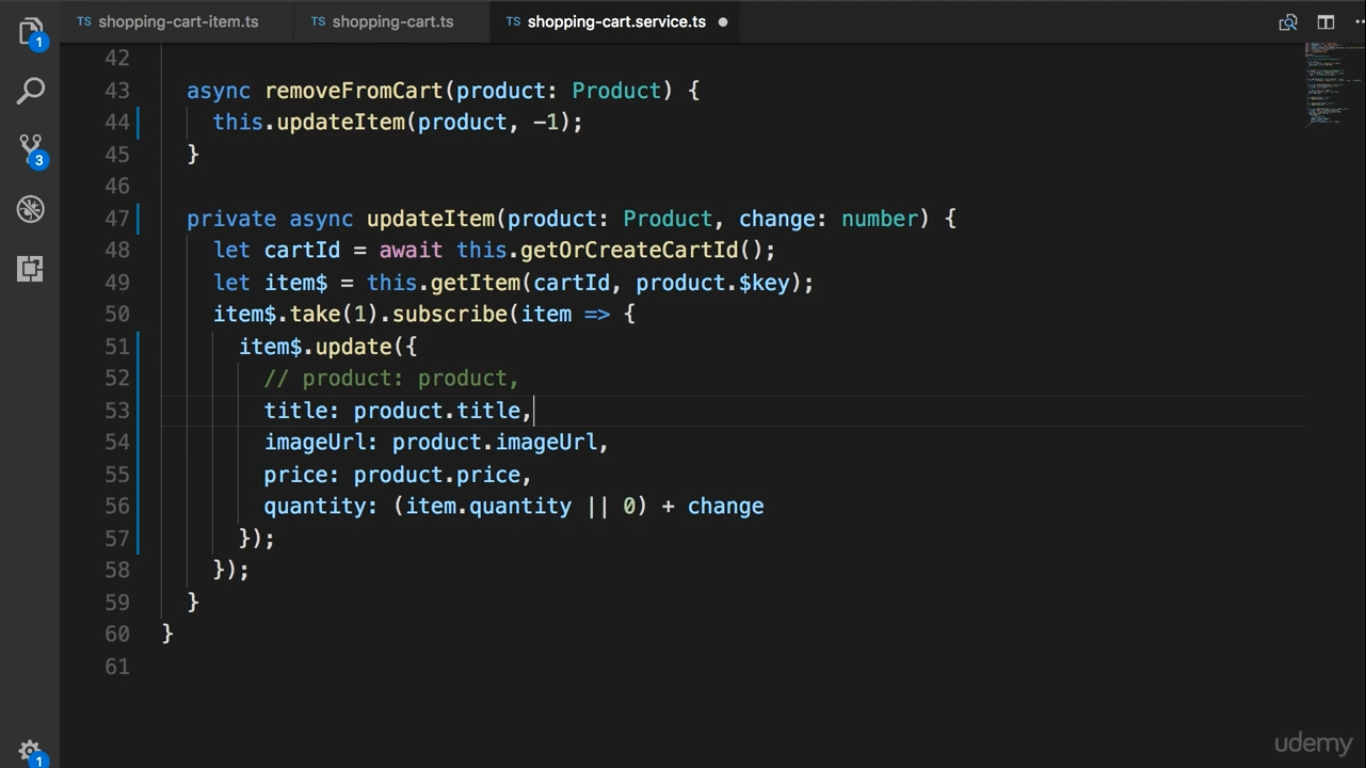 TS shopping-cart-item.ts TS shopping-cart.ts TS shopping-cart.service.ts
1
3
1
42
43 async removeFromCart(product: Product) {
44 this.updateItem(product, -1);
45 }
46
47 private async updateItem(product: Product, change: number) {
48 let cartId = await this.getOrCreateCartId();
49 let item$ = this.getItem(cartId, product.$key);
50 item$.take(1).subscribe(item => {
51 item$.update({
52 // product: product,
53 title: product.title,
54 imageUrl: product.imageUrl,
55 price: product.price,
56 quantity: (item.quantity || 0) + change
57 });
58 });
59 }
60 }
61
udemy